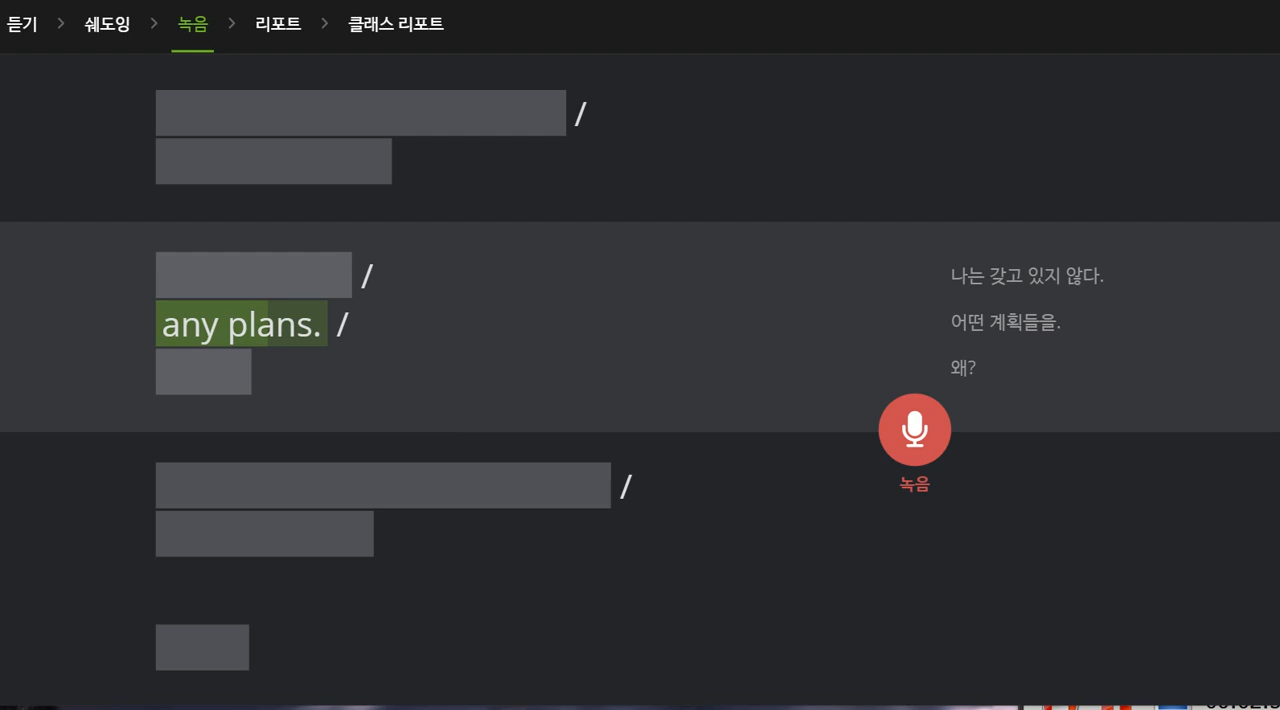 듣기 > 쉐도잉 > 녹음 > 리포트 > 클래스 리포트
/
/
나는 갖고 있지 않다.
any plans. /
어떤 계획들을.
왜?
녹음
/